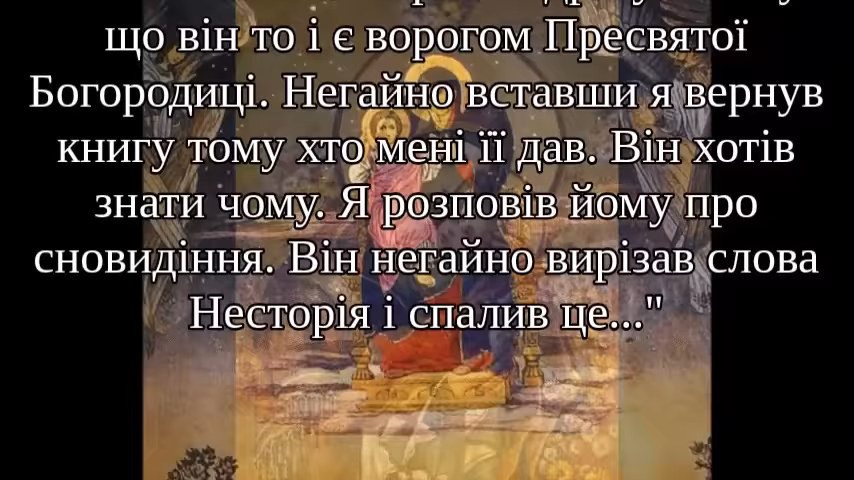 що він то і є ворогом Пресвятої
Богородиці. Негайно вставши я вернув
книгу тому хто мені її дав. Він хотів
знати чому. Я розповів йому про
сновидіння. Він негайно вирізав слова
Несторія і спалив це..."